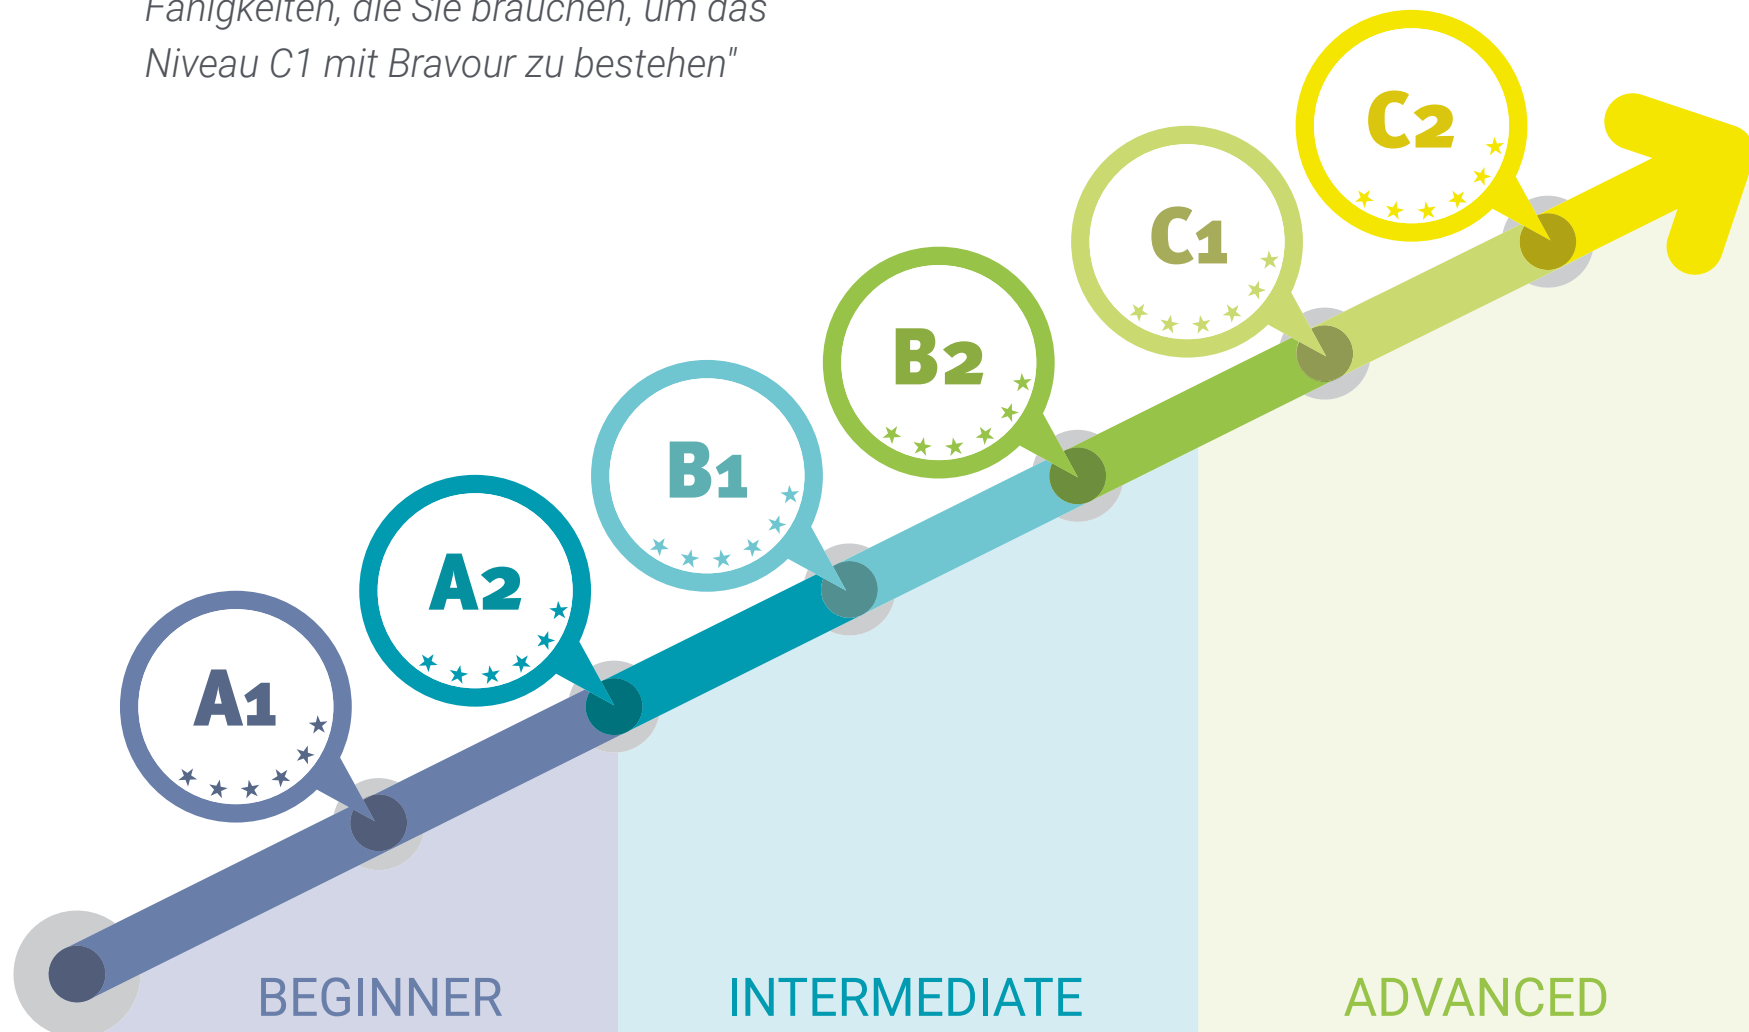 Fähigkeiten, die Sie brauchen, um das
Niveau C1 mit Bravour zu bestehen"
C2
C1
B2
B1
A2
A1
BEGINNER
INTERMEDIATE
ADVANCED